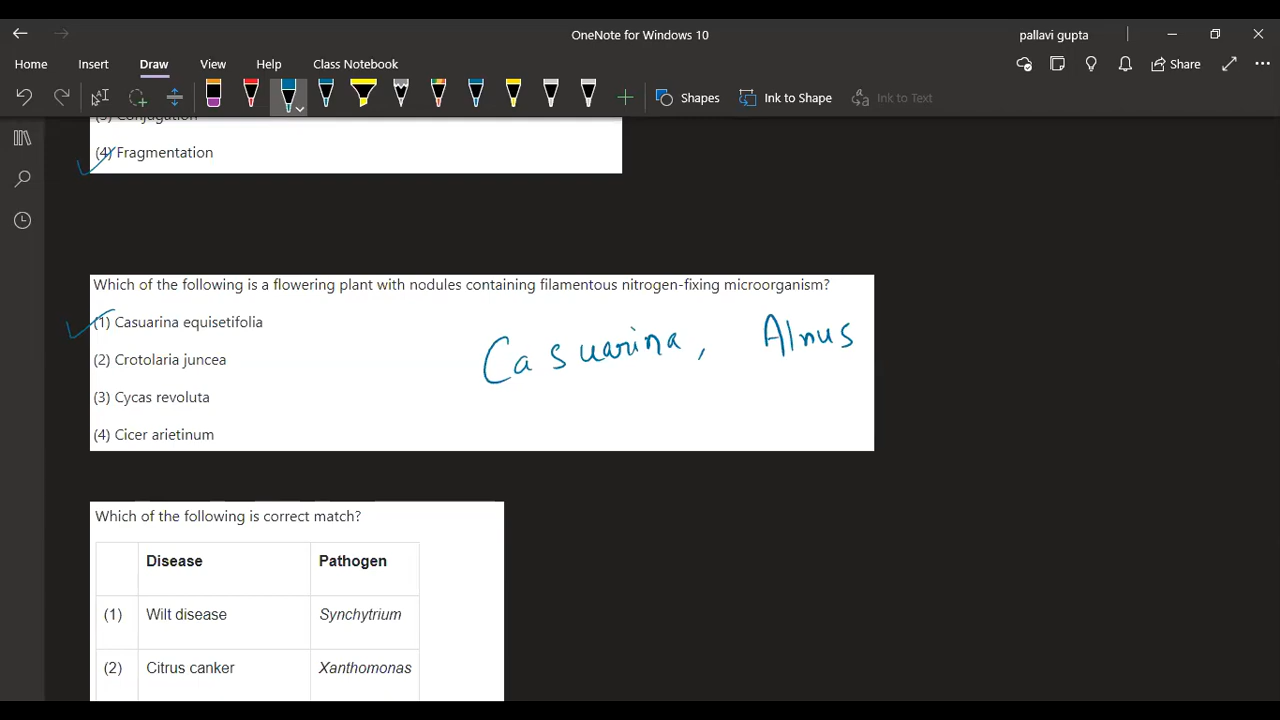 OneNote for Windows 10
pallavi gupta
Home Insert Draw View Help Class Notebook
Share
Shapes Ink to Shape Ink to Text
(3) Conjugation
(4) Fragmentation
Which of the following is a flowering plant with nodules containing filamentous nitrogen-fixing microorganism?
(1) Casuarina equisetifolia
(2) Crotolaria juncea
(3) Cycas revoluta
(4) Cicer arietinum
Casuarina, Alnus
Which of the following is correct match?
Disease Pathogen
(1) Wilt disease Synchytrium
(2) Citrus canker Xanthomonas